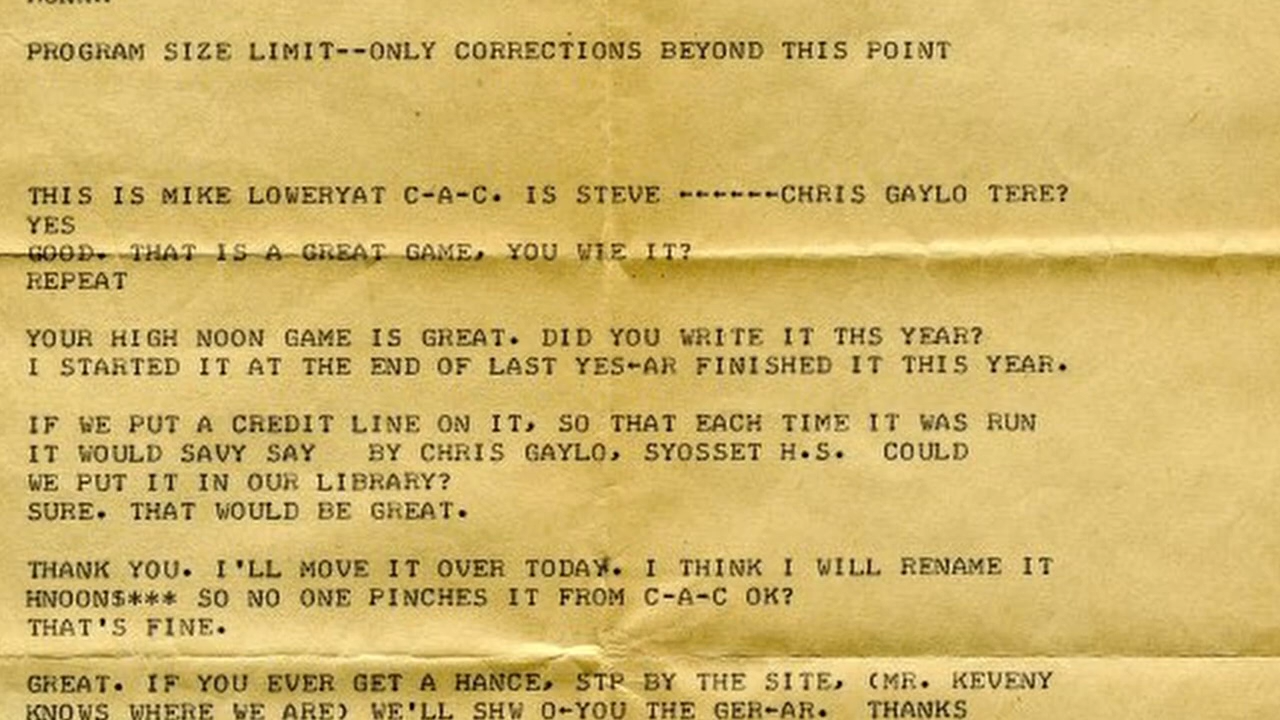 PROGRAM SIZE LIMIT--ONLY CORRECTIONS BEYOND THIS POINT
THIS IS MIKE LOWERYAT C-A-C. IS STEVE ←←←←←←CHRIS GAYLO TERE?
YES
GOOD. THAT IS A GREAT GAME, YOU WIE IT?
REPEAT
YOUR HIGH NOON GAME IS GREAT. DID YOU WRITE IT THS YEAR?
I STARTED IT AT THE END OF LAST YES←AR FINISHED IT THIS YEAR.
IF WE PUT A CREDIT LINE ON IT, SO THAT EACH TIME IT WAS RUN
IT WOULD SAVY SAY   BY CHRIS GAYLO, SYOSSET H.S.  COULD
WE PUT IT IN OUR LIBRARY?
SURE. THAT WOULD BE GREAT.
THANK YOU. I'LL MOVE IT OVER TODAY. I THINK I WILL RENAME IT
HNOON$*** SO NO ONE PINCHES IT FROM C-A-C OK?
THAT'S FINE.
GREAT. IF YOU EVER GET A HANCE, STP BY THE SITE, (MR. KEVENY
KNOWS WHERE WE ARE) WE'LL SHW O←YOU THE GER←AR.  THANKS